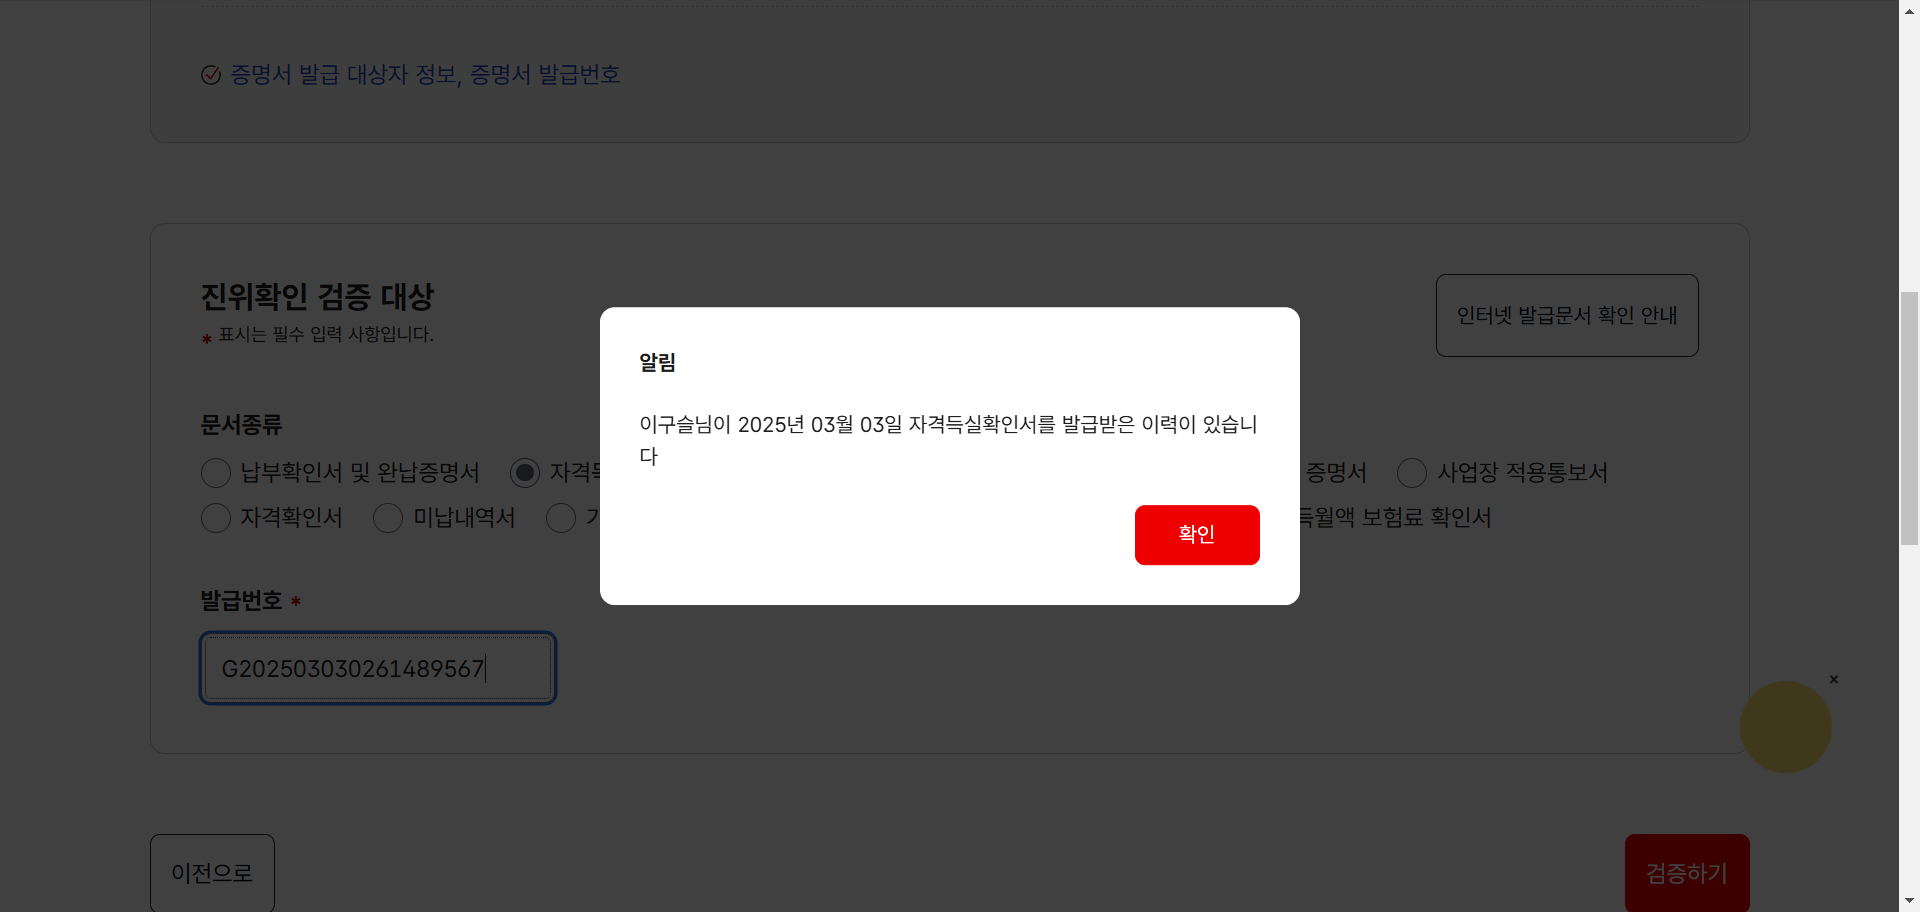 증명서 발급 대상자 정보, 증명서 발급번호
진위확인 검증 대상
* 표시는 필수 입력 사항입니다.
인터넷 발급문서 확인 안내
알림
이구슬님이 2025년 03월 03일 자격득실확인서를 발급받은 이력이 있습니
다
확인
문서종류
납부확인서 및 완납증명서 자격득 증명서 사업장 적용통보서
자격확인서 미납내역서 득월액 보험료 확인서
발급번호 *
G202503030261489567
×
이전으로
검증하기